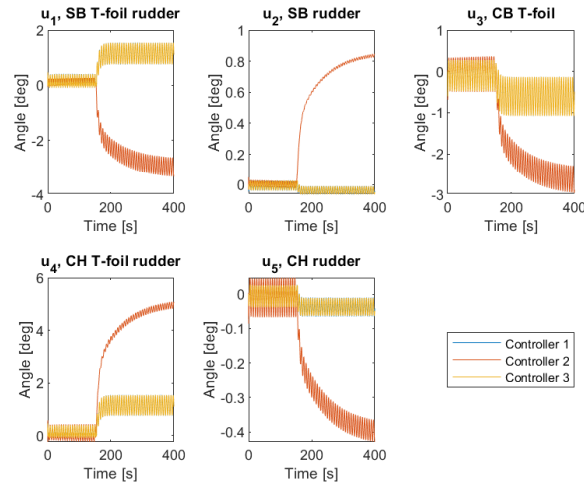 u1, SB T-foil rudder
u2, SB rudder
u3, CB T-foil
2
0
-2
-4
Angle [deg]
0
200
400
Time [s]
1
0.8
0.6
0.4
0.2
0
Angle [deg]
0
200
400
Time [s]
1
0
-1
-2
-3
Angle [deg]
0
200
400
Time [s]
u4, CH T-foil rudder
u5, CH rudder
6
4
2
0
Angle [deg]
0
200
400
Time [s]
0
-0.1
-0.2
-0.3
-0.4
Angle [deg]
0
200
400
Time [s]
Controller 1
Controller 2
Controller 3